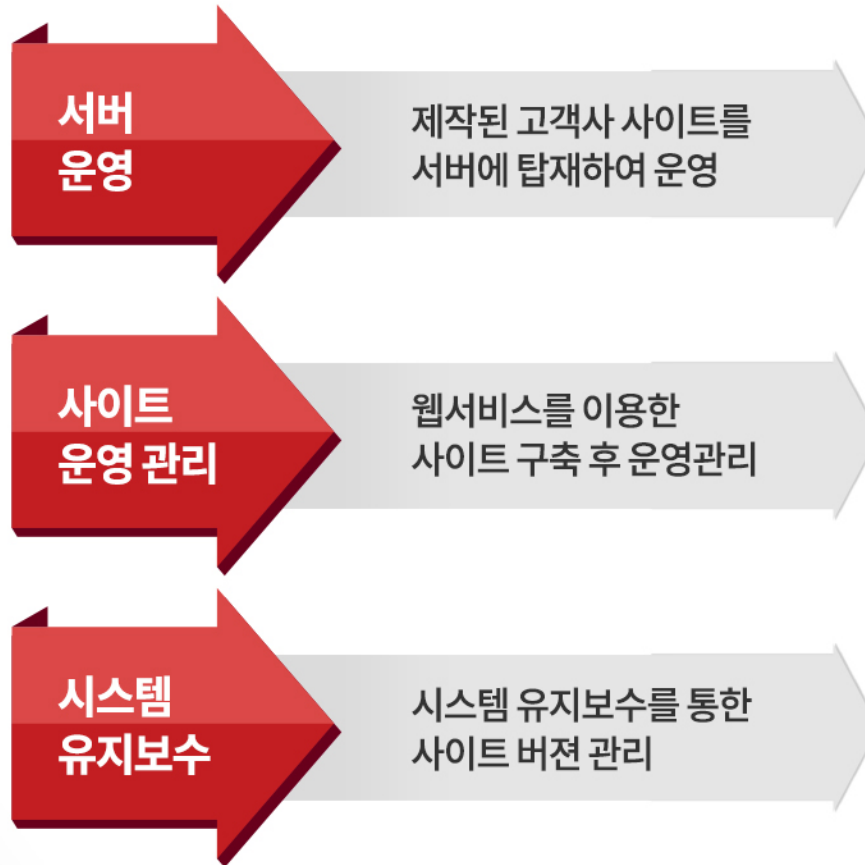 서버
운영
제작된 고객사 사이트를
서버에 탑재하여 운영
사이트
운영 관리
웹서비스를 이용한
사이트 구축 후 운영관리
시스템
유지보수
시스템 유지보수를 통한
사이트 버젼 관리